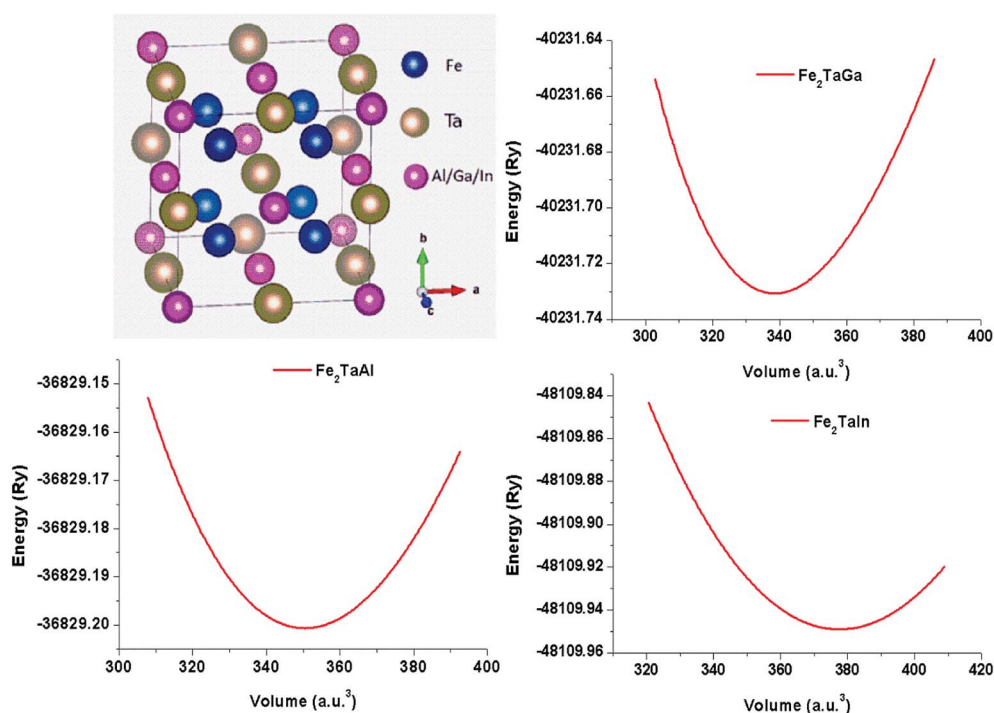 Fe
Ta
Al/Ga/In
b
a
c
Fe₂TaGa
Energy (Ry)
-40231.64
-40231.66
-40231.68
-40231.70
-40231.72
-40231.74
300 320 340 360 380 400
Volume (a.u.³)
Fe₂TaAl
Energy (Ry)
-36829.15
-36829.16
-36829.17
-36829.18
-36829.19
-36829.20
300 320 340 360 380 400
Volume (a.u.³)
Fe₂TaIn
Energy (Ry)
-48109.84
-48109.86
-48109.88
-48109.90
-48109.92
-48109.94
-48109.96
320 340 360 380 400 420
Volume (a.u.³)